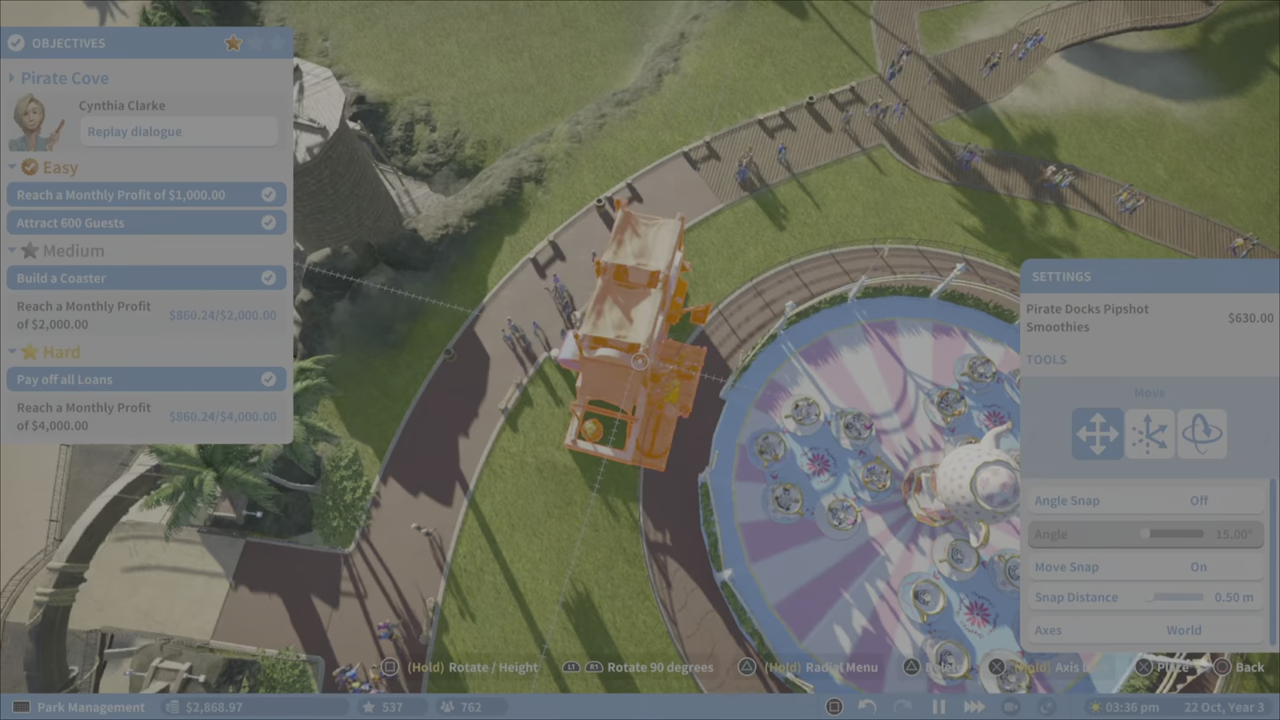 OBJECTIVES
Pirate Cove
Cynthia Clarke
Replay dialogue
Easy
Reach a Monthly Profit of $1,000.00
Attract 600 Guests
Medium
Build a Coaster
Reach a Monthly Profit
of $2,000.00
$860.24/$2,000.00
Hard
Pay off all Loans
Reach a Monthly Profit
of $4,000.00
$860.24/$4,000.00
SETTINGS
Pirate Docks Pipshot
Smoothies
$630.00
TOOLS
Move
Angle Snap Off
Angle 15.00°
Move Snap On
Snap Distance 0.50 m
Axes World
(Hold) Rotate / Height L1 R1 Rotate 90 degrees (Hold) Radial Menu Delete (Hold) Axis Place Back
Park Management $2,868.97 537 762 03:36 pm 22 Oct, Year 3